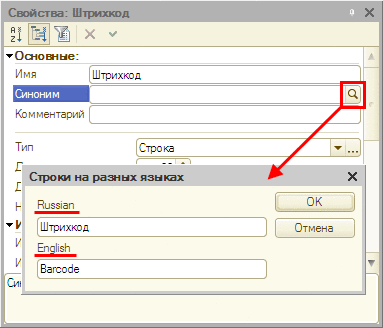 Свойства: Штрихкод
Основные:
Имя
Штрихкод
Синоним
Комментарий
Тип
Строка
Строки на разных языках
Russian
Штрихкод
OK
Отмена
English
Barcode